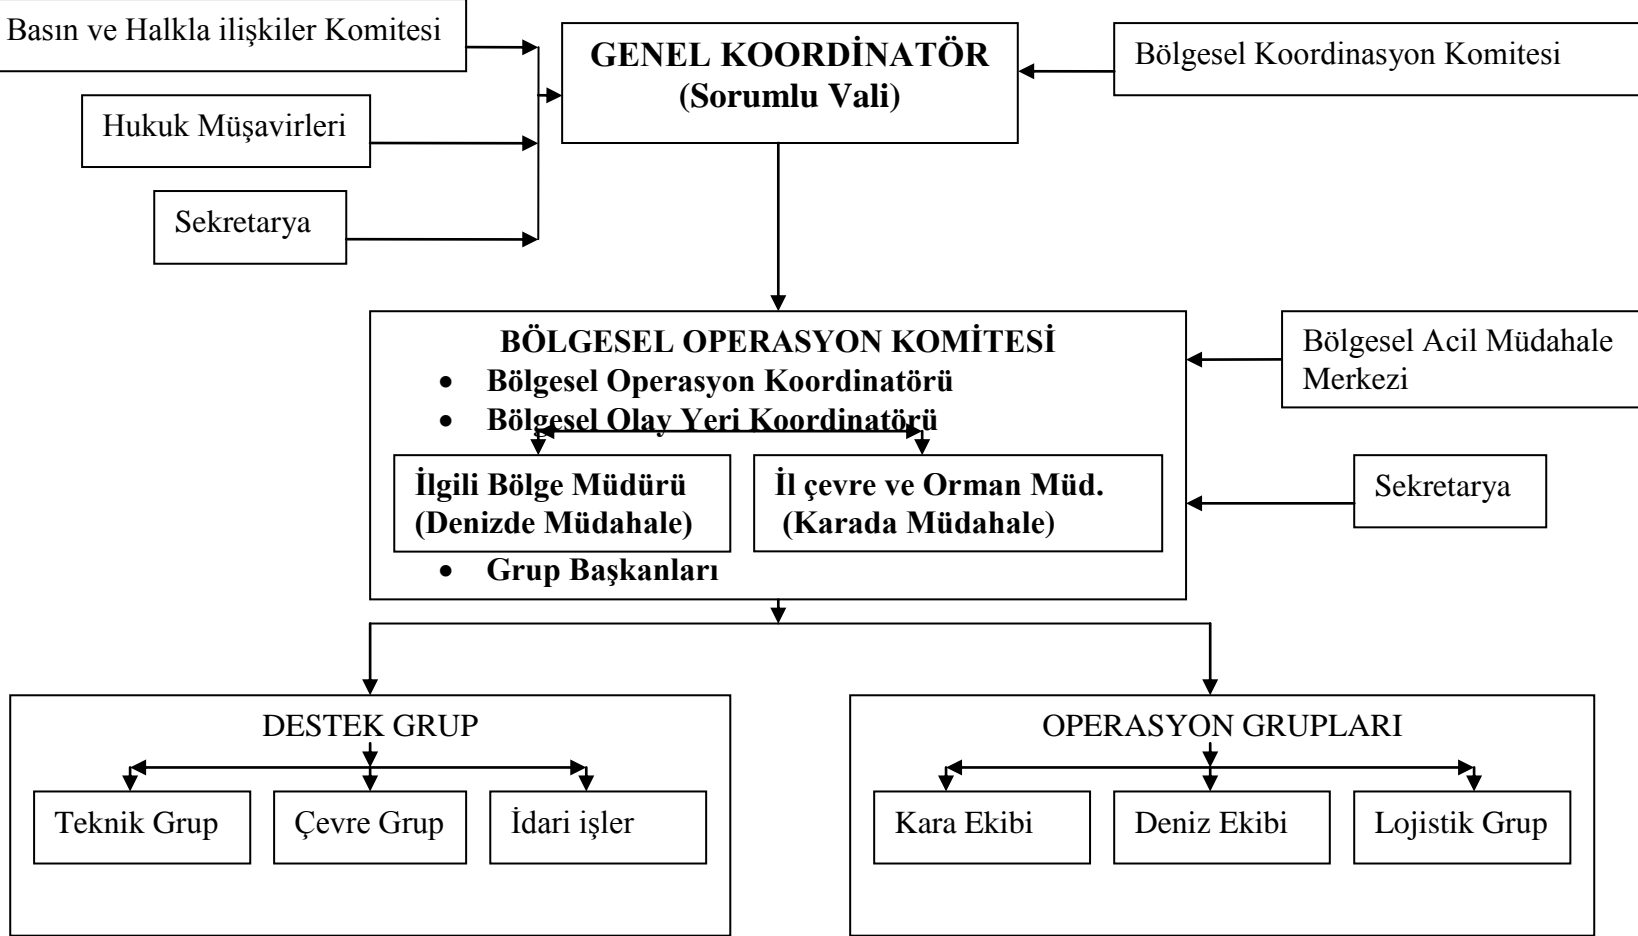 Basın ve Halkla ilişkiler Komitesi
GENEL KOORDİNATÖR
(Sorumlu Vali)
Bölgesel Koordinasyon Komitesi
Hukuk Müşavirleri
Sekretarya
BÖLGESEL OPERASYON KOMİTESİ
• Bölgesel Operasyon Koordinatörü
• Bölgesel Olay Yeri Koordinatörü
İlgili Bölge Müdürü
(Denizde Müdahale)
İl çevre ve Orman Müd.
(Karada Müdahale)
• Grup Başkanları
Bölgesel Acil Müdahale
Merkezi
Sekretarya
DESTEK GRUP
Teknik Grup
Çevre Grup
İdari işler
OPERASYON GRUPLARI
Kara Ekibi
Deniz Ekibi
Lojistik Grup